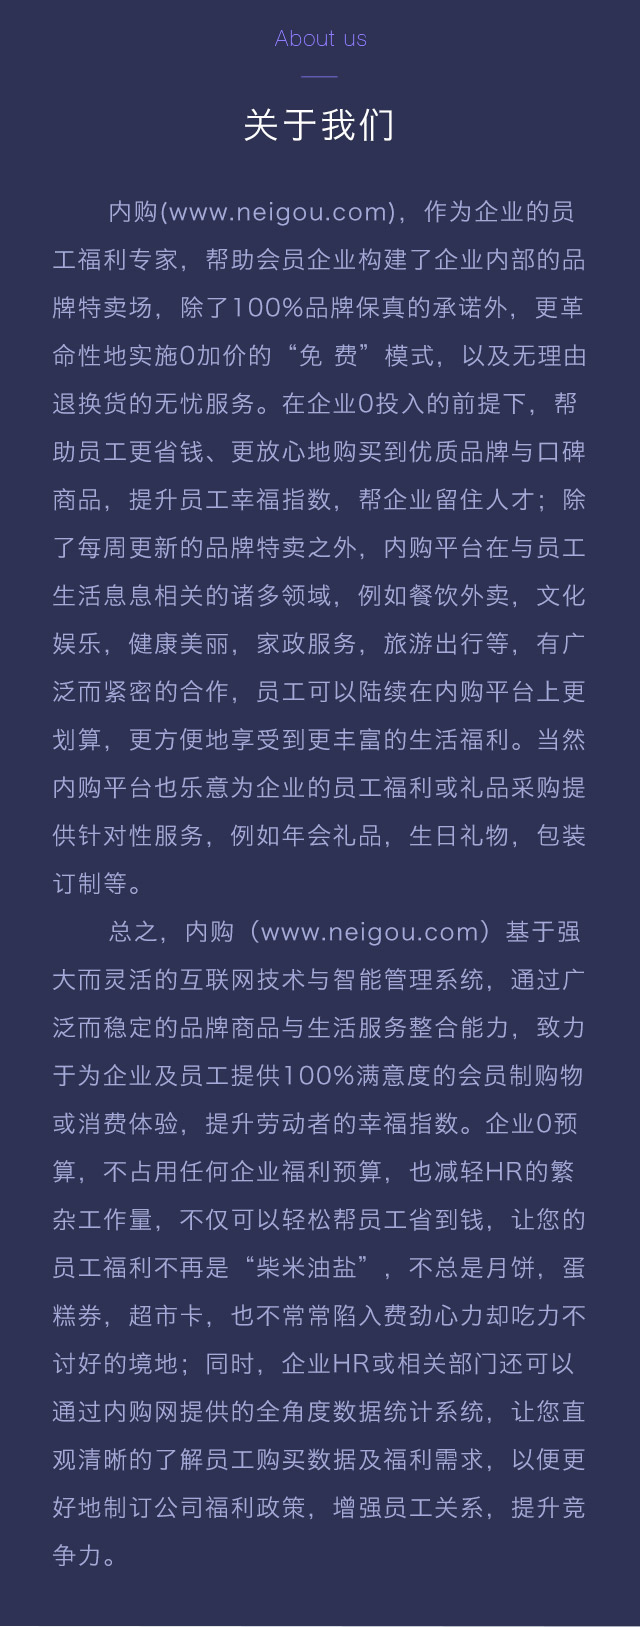 About us
关于我们
内购(www.neigou.com)，作为企业的员
工福利专家，帮助会员企业构建了企业内部的品
牌特卖场，除了100%品牌保真的承诺外，更革
命性地实施0加价的“免 费”模式，以及无理由
退换货的无忧服务。在企业0投入的前提下，帮
助员工更省钱、更放心地购买到优质品牌与口碑
商品，提升员工幸福指数，帮企业留住人才；除
了每周更新的品牌特卖之外，内购平台在与员工
生活息息相关的诸多领域，例如餐饮外卖，文化
娱乐，健康美丽，家政服务，旅游出行等，有广
泛而紧密的合作，员工可以陆续在内购平台上更
划算，更方便地享受到更丰富的生活福利。当然
内购平台也乐意为企业的员工福利或礼品采购提
供针对性服务，例如年会礼品，生日礼物，包装
订制等。
总之，内购（www.neigou.com）基于强
大而灵活的互联网技术与智能管理系统，通过广
泛而稳定的品牌商品与生活服务整合能力，致力
于为企业及员工提供100%满意度的会员制购物
或消费体验，提升劳动者的幸福指数。企业0预
算，不占用任何企业福利预算，也减轻HR的繁
杂工作量，不仅可以轻松帮员工省到钱，让您的
员工福利不再是“柴米油盐”，不总是月饼，蛋
糕券，超市卡，也不常常陷入费劲心力却吃力不
讨好的境地；同时，企业HR或相关部门还可以
通过内购网提供的全角度数据统计系统，让您直
观清晰的了解员工购买数据及福利需求，以便更
好地制订公司福利政策，增强员工关系，提升竞
争力。